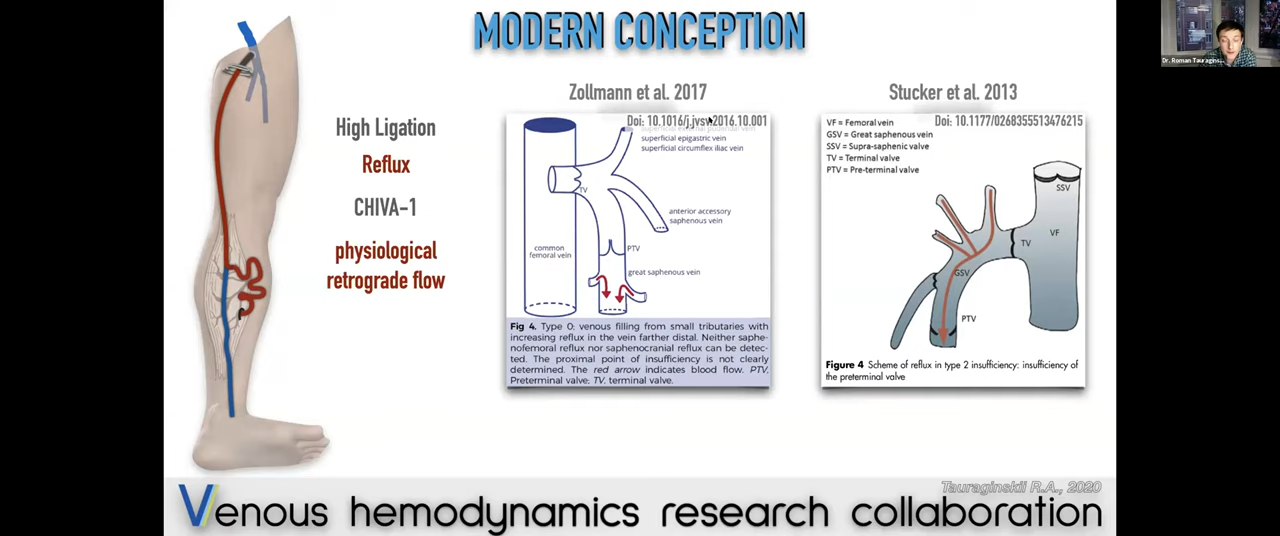 MODERN CONCEPTION
High Ligation
Reflux
CHIVA-1
physiological
retrograde flow
Zollmann et al. 2017
Doi: 10.1016/j.jvsv.2016.10.001
superficial external pudendal vein
superficial epigastric vein
superficial circumflex iliac vein
TV
anterior accessory
saphenous vein
common
femoral vein
PTV
great saphenous vein
Fig 4. Type 0: venous filling from small tributaries with
increasing reflux in the vein farther distal. Neither saphe-
nofemoral reflux nor saphenocranial reflux can be detec-
ted. The proximal point of insufficiency is not clearly
determined. The red arrow indicates blood flow. PTV,
Preterminal valve; TV, terminal valve.
Stucker et al. 2013
Doi: 10.1177/0268355513476215
VF = Femoral vein
GSV = Great saphenous vein
SSV = Supra-saphenic valve
TV = Terminal valve
PTV = Pre-terminal valve
SSV
TV
VF
GSV
PTV
Figure 4 Scheme of reflux in type 2 insufficiency: insufficiency of
the preterminal valve
Tauraginskii R.A., 2020
Venous hemodynamics research collaboration
Dr. Roman Tauragins...